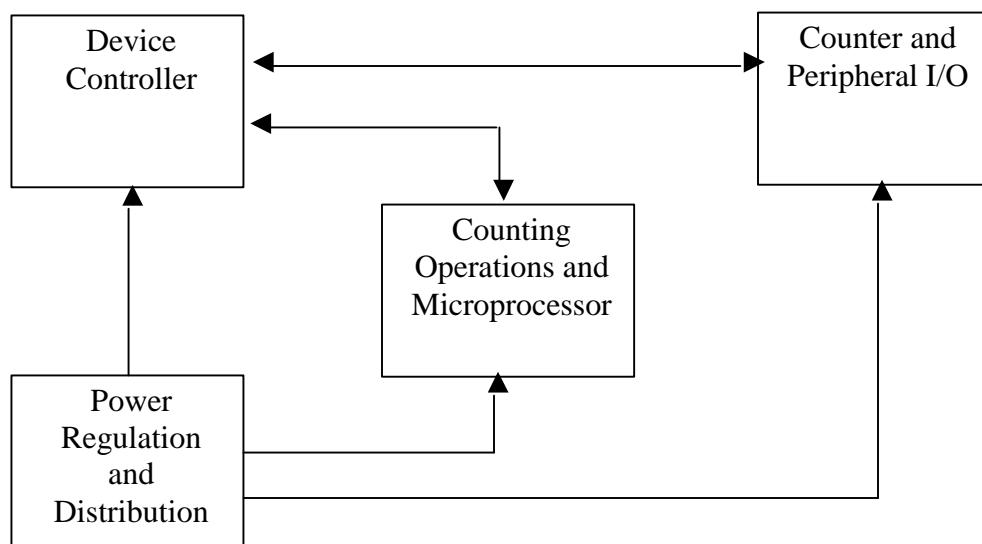 Device
Controller
Counter and
Peripheral I/O
Counting
Operations and
Microprocessor
Power
Regulation
and
Distribution